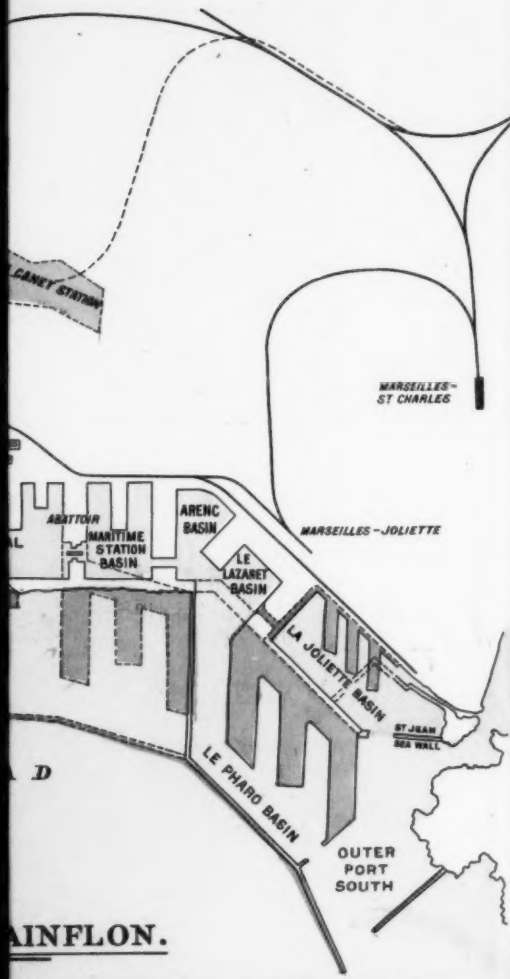 CANET STATION
MARSEILLES-
ST CHARLES
ABATTOIR
MARITIME
STATION
BASIN
ARENC
BASIN
MARSEILLES-JOLIETTE
AL
LE
LAZARET
BASIN
LA JOLIETTE BASIN
ST JEAN
SEA WALL
A D
LE PHARO BASIN
OUTER
PORT
SOUTH
AINFLON.